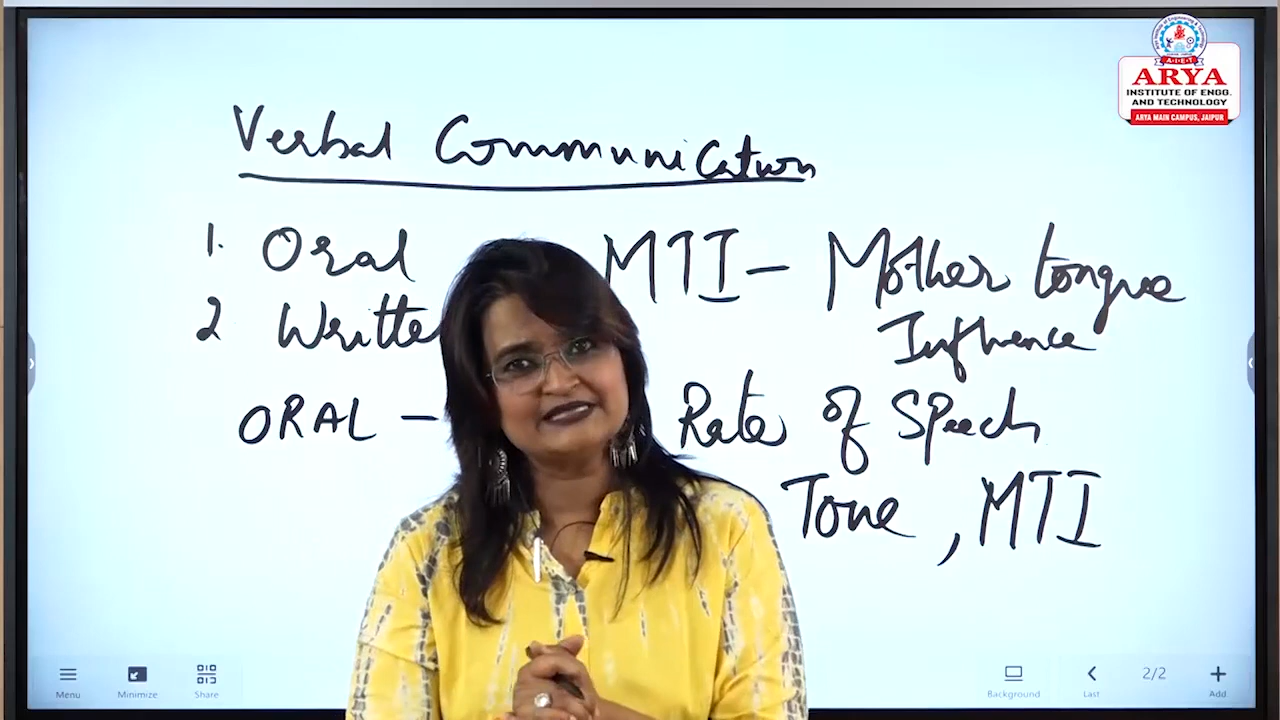 Verbal Communication
1. Oral
MTI – Mother tongue
Influence
2 Writte
ORAL –
Rate of Speech
Tone, MTI
ARYA
INSTITUTE OF ENGG.
AND TECHNOLOGY
ARYA MAIN CAMPUS, JAIPUR
A.I.E.T
Menu
Minimize
Share
Background
Last
2/2
Add